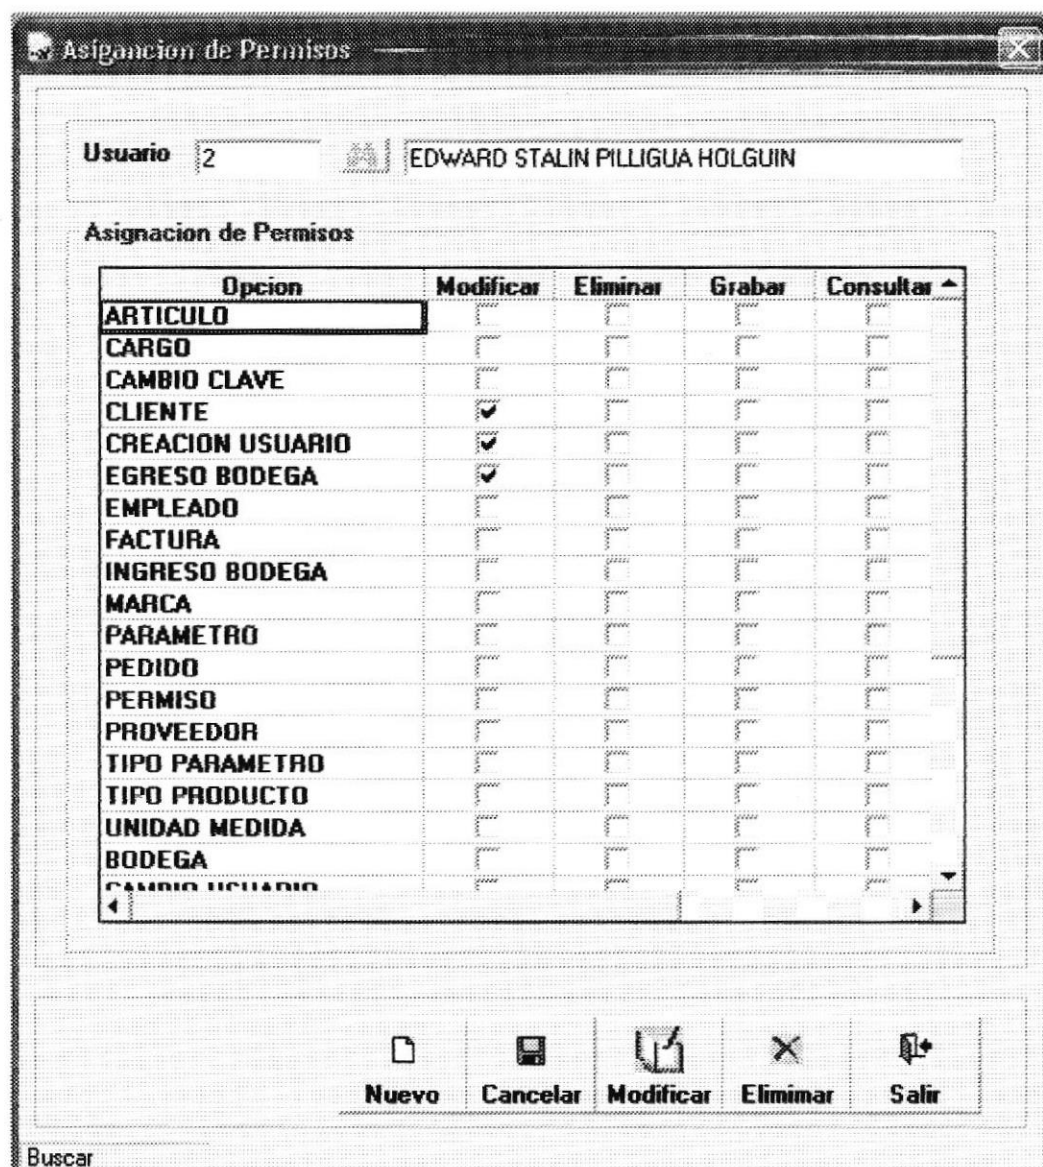 Asigancion de Permisos
Usuario 2 EDWARD STALIN PILLIGUA HOLGUIN
Asignacion de Permisos
Opcion Modificar Eliminar Grabar Consultar
ARTICULO
CARGO
CAMBIO CLAVE
CLIENTE
CREACION USUARIO
EGRESO BODEGA
EMPLEADO
FACTURA
INGRESO BODEGA
MARCA
PARAMETRO
PEDIDO
PERMISO
PROVEEDOR
TIPO PARAMETRO
TIPO PRODUCTO
UNIDAD MEDIDA
BODEGA
CAMBIO USUARIO
Nuevo Cancelar Modificar Elimimar Salir
Buscar